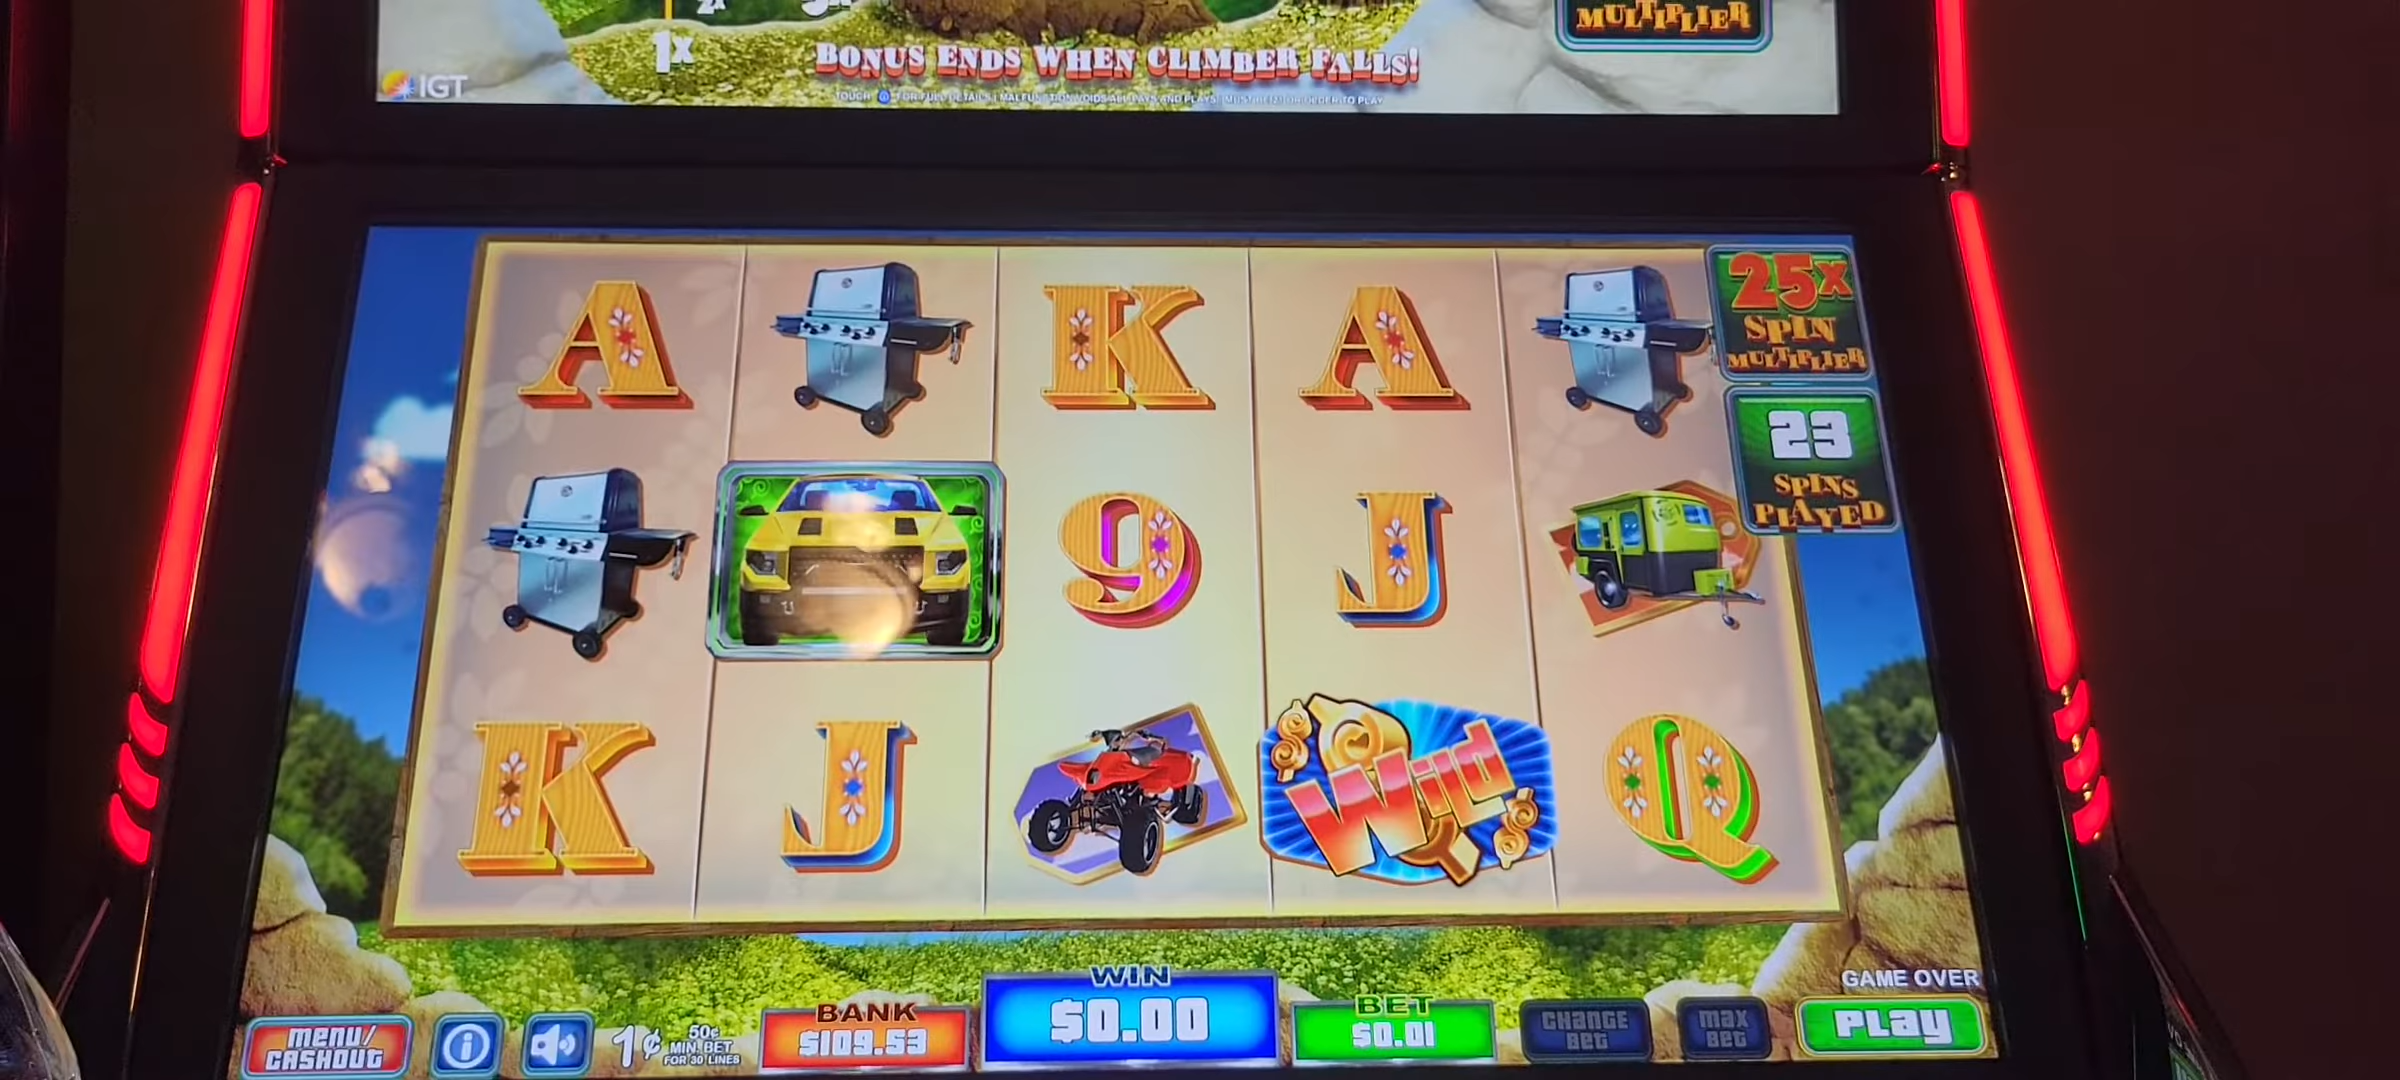 2X
MULTIPLIER
1X
BONUS ENDS WHEN CLIMBER FALLS!
IGT
A
K
A
25X
SPIN
MULTIPLIER
9
J
23
SPINS
PLAYED
K
J
Wild
Q
GAME OVER
MENU/
CASHOUT
1¢
50¢
MIN. BET
FOR 30 LINES
BANK
$109.53
WIN
$0.00
BET
$0.01
CHANGE
BET
MAX
BET
PLAY